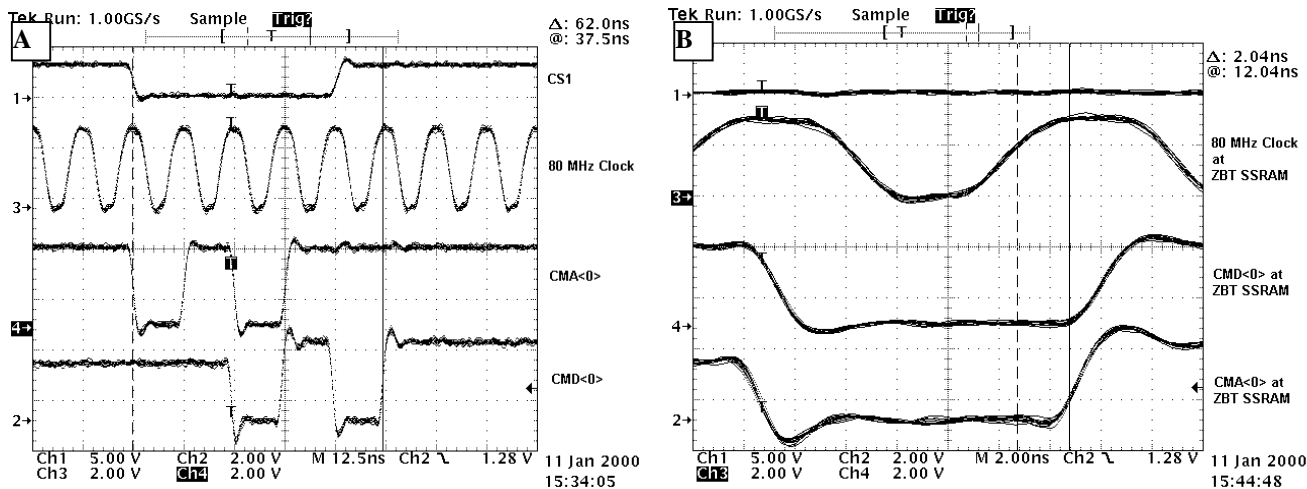 Tek Run: 1.00GS/s Sample Trig?
A
[ T ]
Δ: 62.0ns
@: 37.5ns
T
CS1
1→
T
80 MHz Clock
3→
T
CMA<0>
4→
CMD<0>
T
2→
Ch1 5.00 V Ch2 2.00 V M 12.5ns Ch2 1.28 V
Ch3 2.00 V Ch4 2.00 V
11 Jan 2000
15:34:05
Tek Run: 1.00GS/s Sample Trig?
B
[ T ]
Δ: 2.04ns
@: 12.04ns
T
1→
T
80 MHz Clock
at
ZBT SSRAM
3→
T
CMD<0> at
ZBT SSRAM
4→
CMA<0> at
ZBT SSRAM
T
2→
Ch1 5.00 V Ch2 2.00 V M 2.00ns Ch2 1.28 V
Ch3 2.00 V Ch4 2.00 V
11 Jan 2000
15:44:48